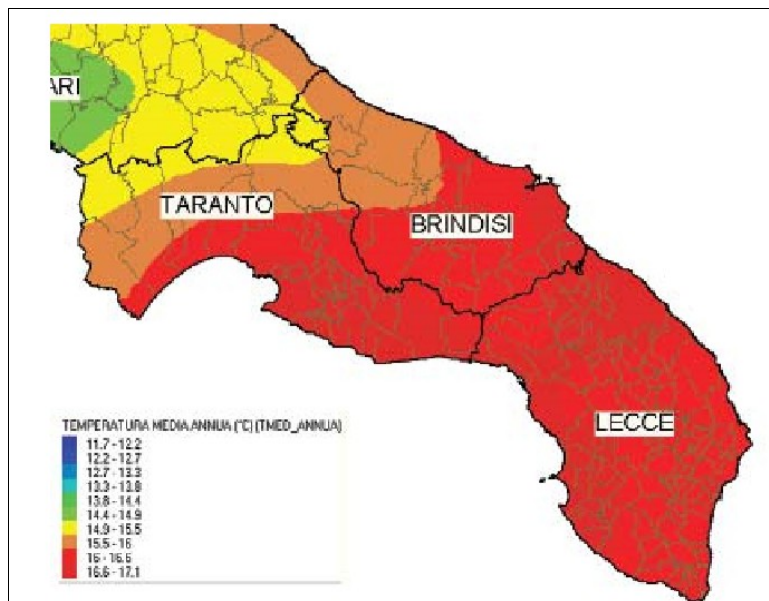 ARI
TARANTO
BRINDISI
LECCE
TEMPERATURA MEDIA ANNUA (°C) (TMED_ANNUA)
11.7 - 12.2
12.2 - 12.7
12.7 - 13.3
13.3 - 13.8
13.8 - 14.4
14.4 - 14.9
14.9 - 15.5
15.5 - 16
16 - 16.6
16.6 - 17.1